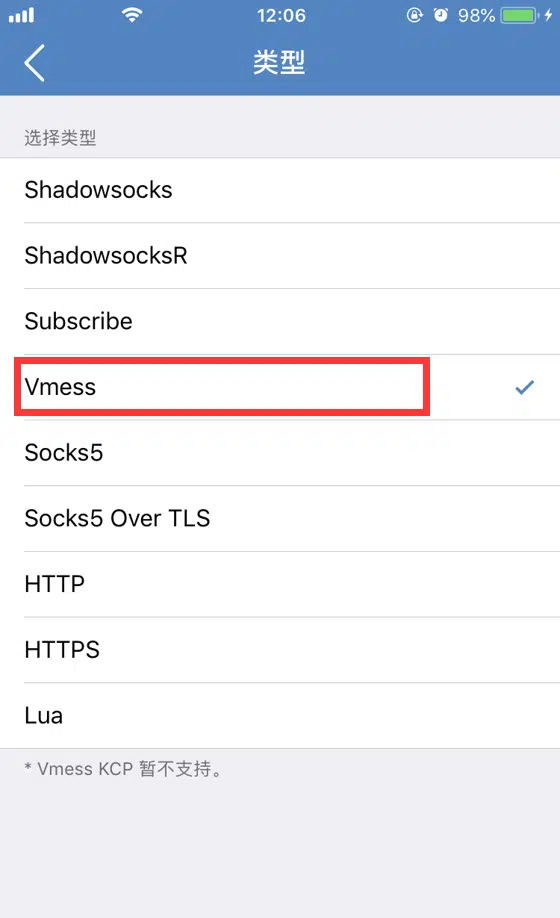 12:06
98%
类型
选择类型
Shadowsocks
ShadowsocksR
Subscribe
Vmess
Socks5
Socks5 Over TLS
HTTP
HTTPS
Lua
* Vmess KCP 暂不支持。